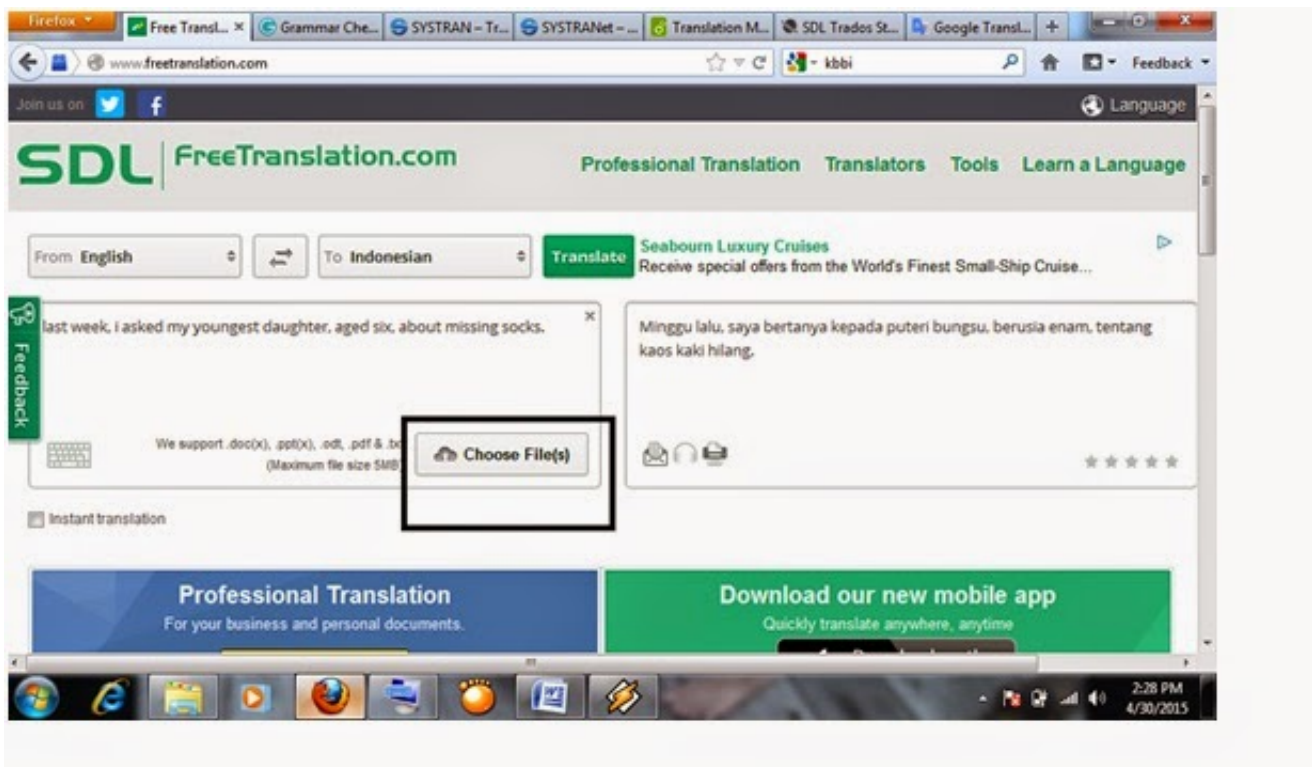 Firefox
Free Transl... × Grammar Che... SYSTRAN – Tr... SYSTRANet – ... Translation M... SDL Trados St... Google Transl... +
www.freetranslation.com kbbi Feedback
Join us on Language
SDL FreeTranslation.com Professional Translation Translators Tools Learn a Language
From English To Indonesian Translate Seabourn Luxury Cruises
Receive special offers from the World's Finest Small-Ship Cruise...
last week, i asked my youngest daughter, aged six, about missing socks. ×
Minggu lalu, saya bertanya kepada puteri bungsu, berusia enam, tentang
kaos kaki hilang.
Feedback
We support .doc(x), .ppt(x), .odt, .pdf &
(Maximum file size 5MB)
Choose File(s)
Instant translation
Professional Translation
For your business and personal documents.
Download our new mobile app
Quickly translate anywhere, anytime
2:28 PM
4/30/2015